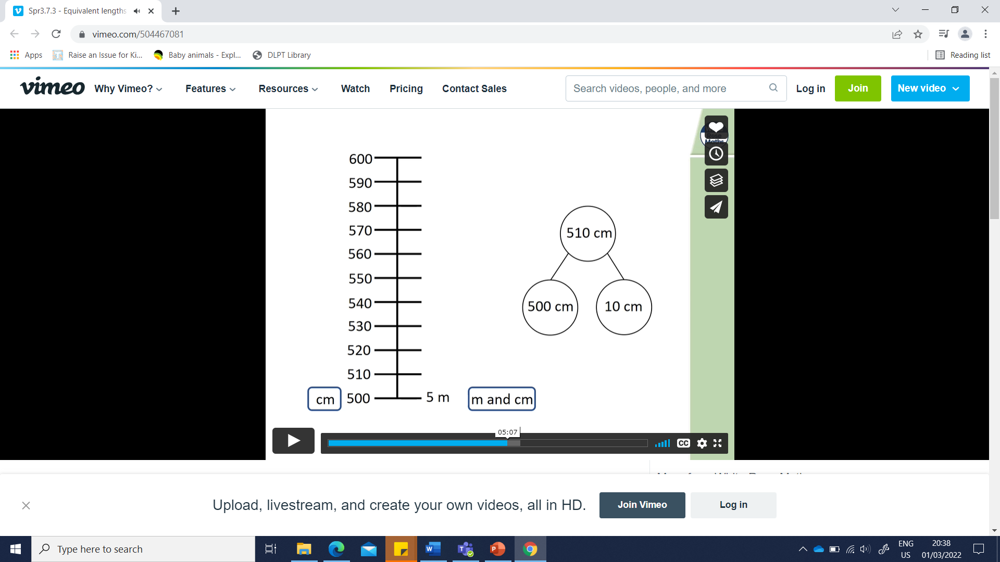 Spr3.7.3 - Equivalent lengths
vimeo.com/504467081
Apps
Raise an Issue for Ki...
Baby animals - Expl...
DLPT Library
Reading list
vimeo
Why Vimeo?
Features
Resources
Watch
Pricing
Contact Sales
Search videos, people, and more
Log in
Join
New video
Maths
600
590
580
570
560
550
540
530
520
510
cm 500 5 m m and cm
510 cm
500 cm 10 cm
05:07
CC
Upload, livestream, and create your own videos, all in HD.
Join Vimeo
Log in
Type here to search
ENG
US
20:38
01/03/2022